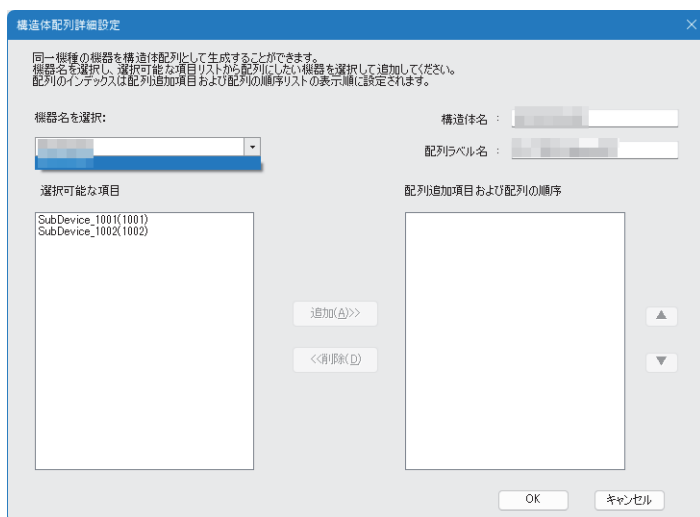 構造体配列詳細設定
同一機種の機器を構造体配列として生成することができます。
機器名を選択し、選択可能な項目リストから配列にしたい機器を選択して追加してください。
配列のインデックスは配列追加項目および配列の順序リストの表示順に設定されます。
機器名を選択:
構造体名 :
配列ラベル名 :
選択可能な項目
配列追加項目および配列の順序
SubDevice_1001(1001)
SubDevice_1002(1002)
追加(A)>>
<<削除(D)
▲
▼
OK
キャンセル